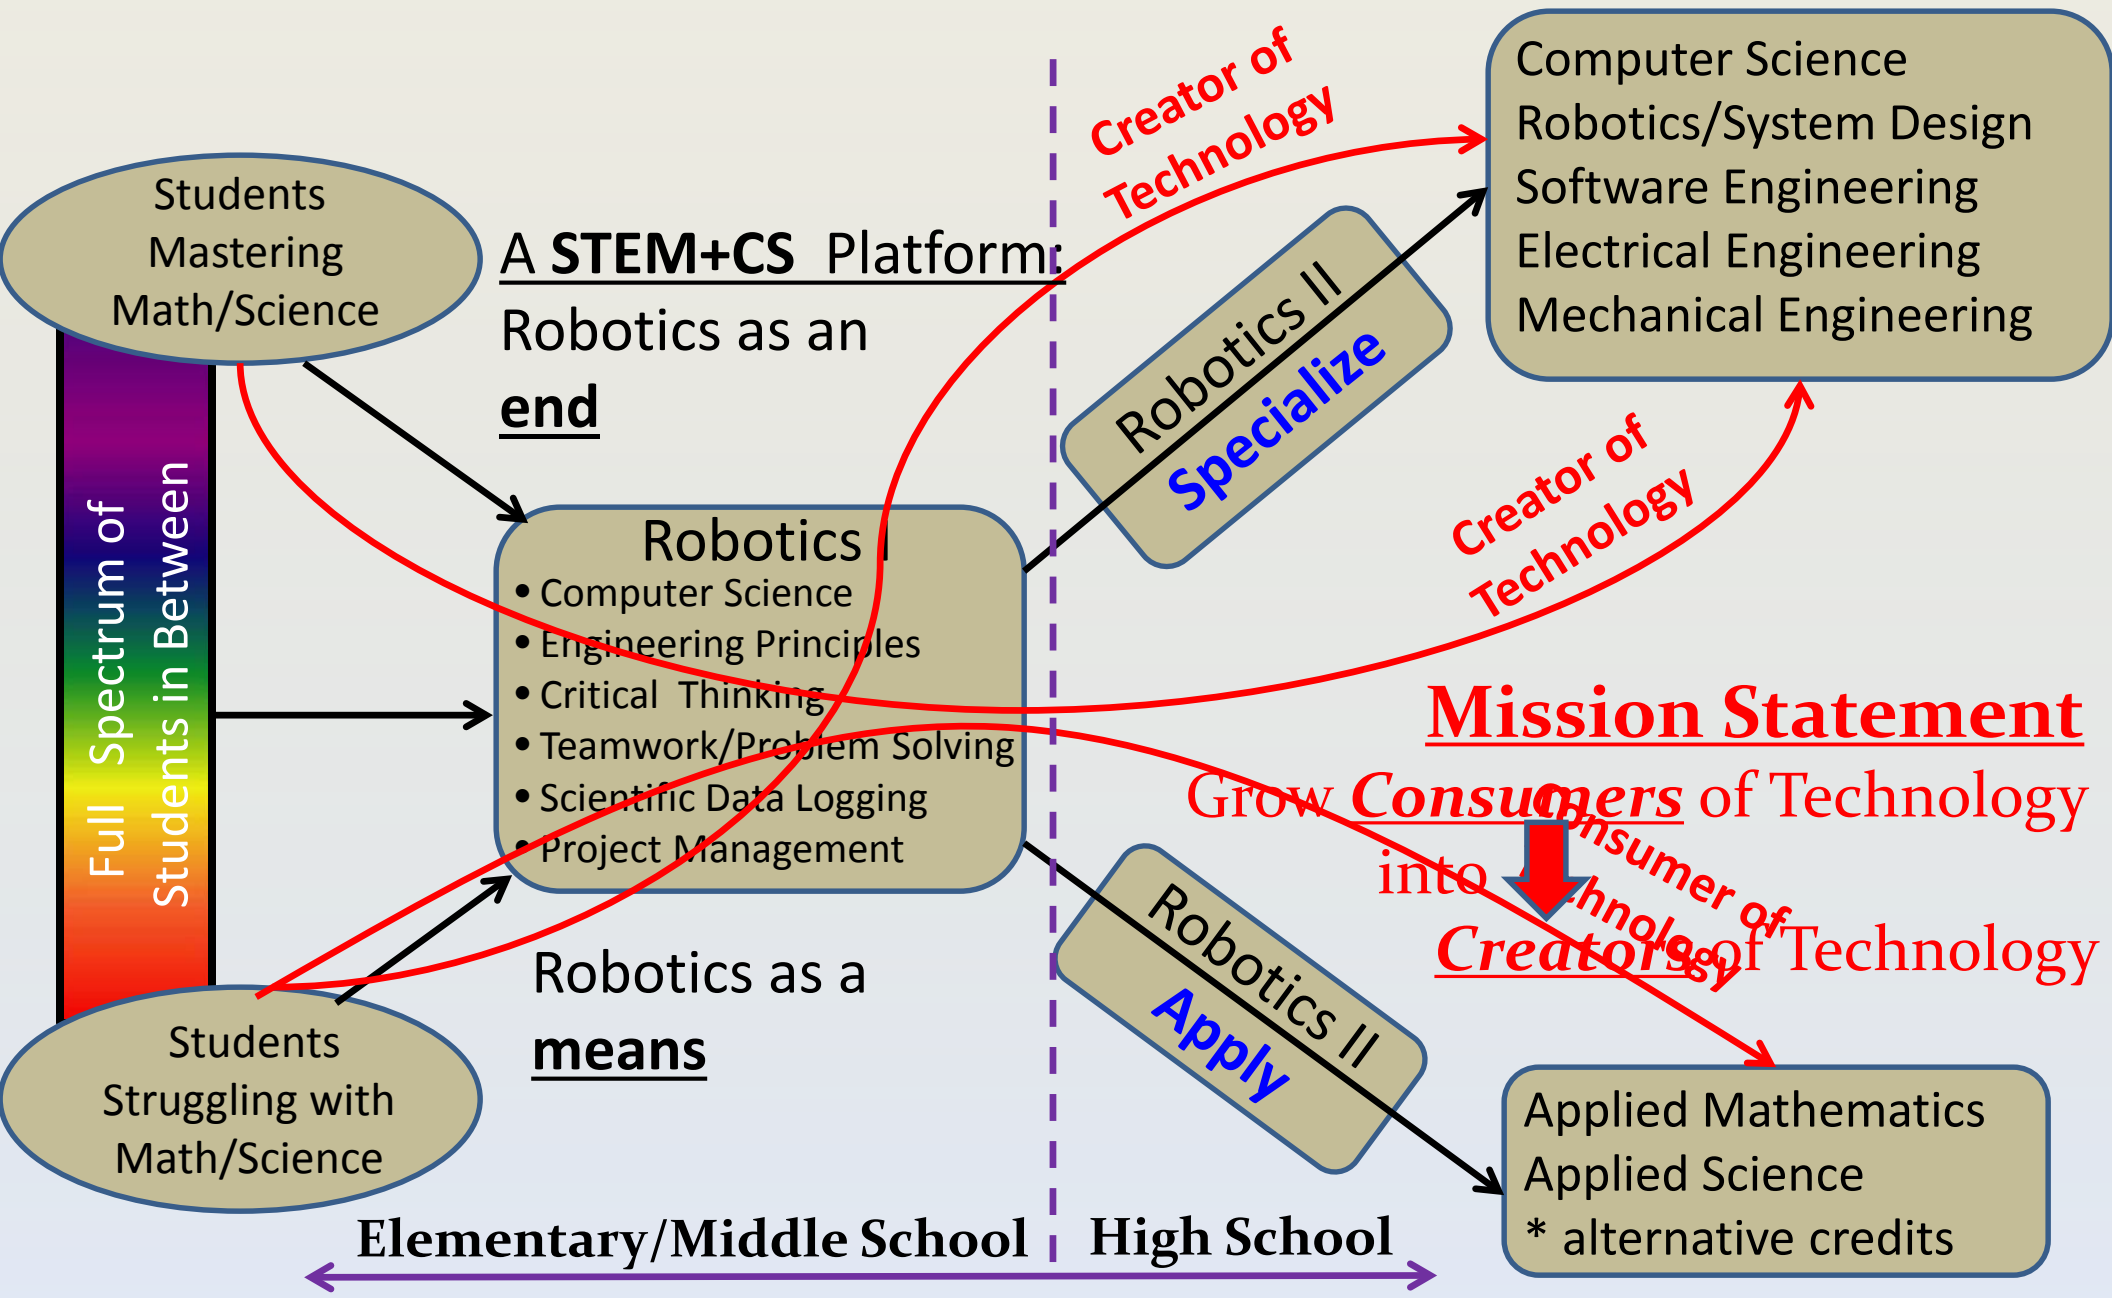 Students
Mastering
Math/Science
Full Spectrum of
Students in Between
Students
Struggling with
Math/Science
A STEM+CS Platform:
Robotics as an
end
Robotics I
• Computer Science
• Engineering Principles
• Critical Thinking
• Teamwork/Problem Solving
• Scientific Data Logging
• Project Management
Robotics as a
means
Elementary/Middle School
High School
Creator of
Technology
Robotics II
Specialize
Computer Science
Robotics/System Design
Software Engineering
Electrical Engineering
Mechanical Engineering
Creator of
Technology
Mission Statement
Grow Consumers of Technology
into
Creators of Technology
Consumer of
Technology
Robotics II
Apply
Applied Mathematics
Applied Science
* alternative credits